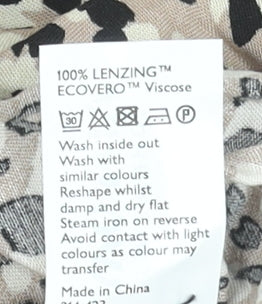 100% LENZING™
ECOVERO™ Viscose
30 P
Wash inside out
Wash with
similar colours
Reshape whilst
damp and dry flat
Steam iron on reverse
Avoid contact with light
colours as colour may
transfer
Made in China